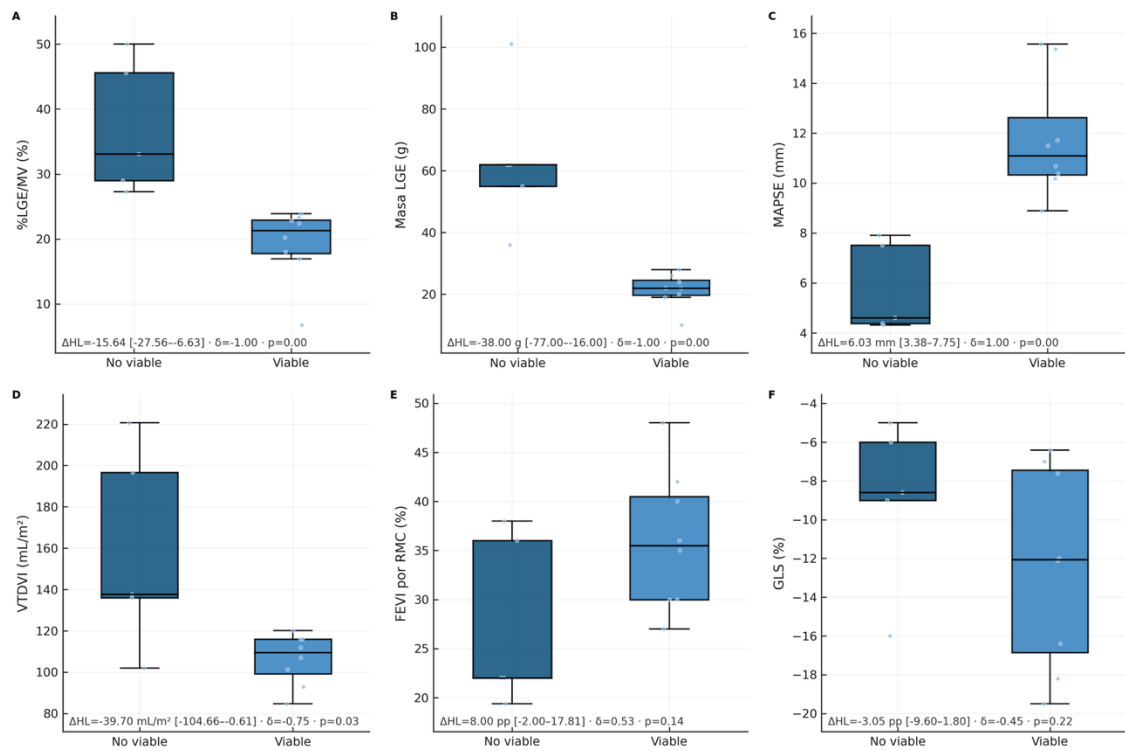 A
%LGE/MV (%)
50
40
30
20
10
ΔHL=-15.64 [-27.56–-6.63] · δ=-1.00 · p=0.00
No viable
Viable
B
Masa LGE (g)
100
80
60
40
20
ΔHL=-38.00 g [-77.00–-16.00] · δ=-1.00 · p=0.00
No viable
Viable
C
MAPSE (mm)
16
14
12
10
8
6
4
ΔHL=6.03 mm [3.38–7.75] · δ=1.00 · p=0.00
No viable
Viable
D
VTDVI (mL/m²)
220
200
180
160
140
120
100
80
ΔHL=-39.70 mL/m² [-104.66–-0.61] · δ=-0.75 · p=0.03
No viable
Viable
E
FEVI por RMC (%)
50
45
40
35
30
25
20
ΔHL=8.00 pp [-2.00–17.81] · δ=0.53 · p=0.14
No viable
Viable
F
GLS (%)
−4
−6
−8
−10
−12
−14
−16
−18
−20
ΔHL=-3.05 pp [-9.60–1.80] · δ=-0.45 · p=0.22
No viable
Viable